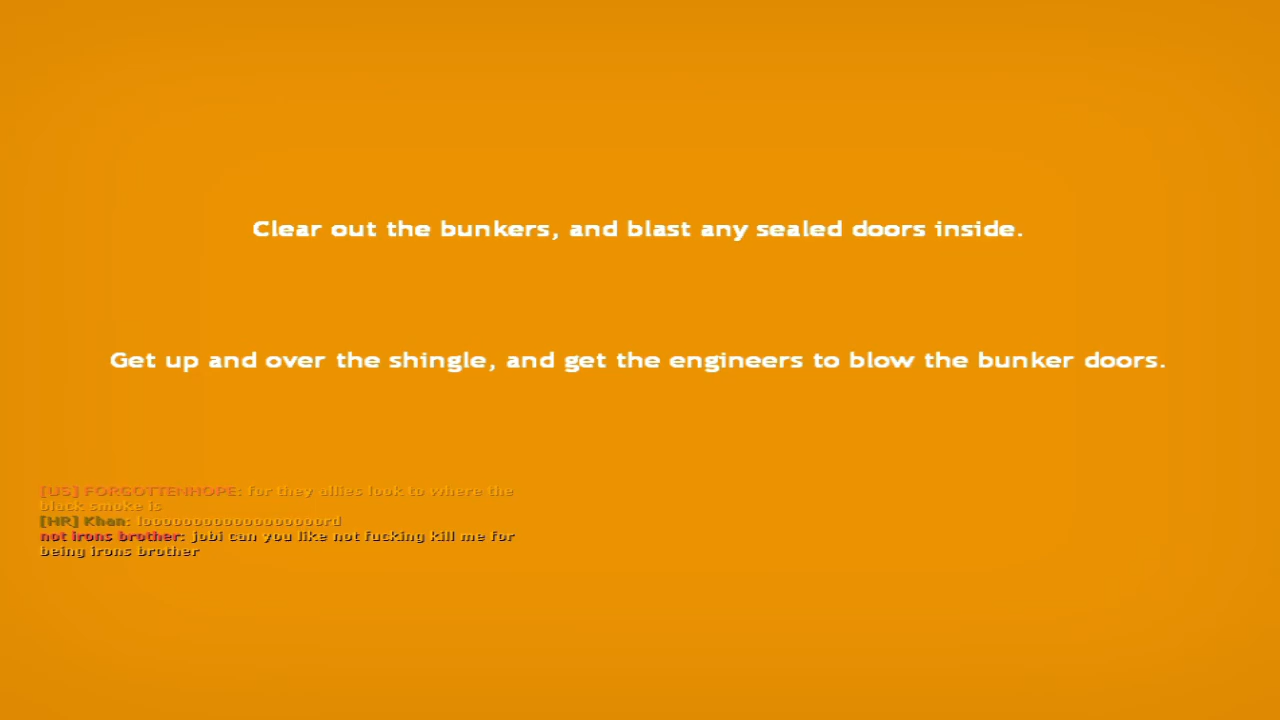 Clear out the bunkers, and blast any sealed doors inside.
Get up and over the shingle, and get the engineers to blow the bunker doors.
[US] FORGOTTENHOPE: for they allies look to where the
black smoke is
[HR] Khan: looooooooooooooooooord
not irons brother: jobi can you like not fucking kill me for
being irons brother